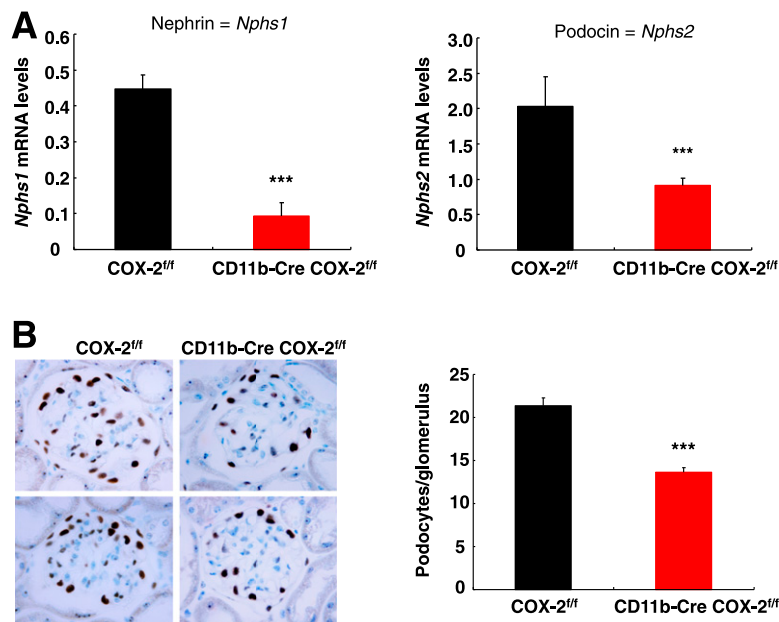 A
Nephrin = Nphs1
Nphs1 mRNA levels
0.6
0.5
0.4
0.3
0.2
0.1
0
***
COX-2f/f
CD11b-Cre COX-2f/f
Podocin = Nphs2
Nphs2 mRNA levels
3.0
2.5
2.0
1.5
1.0
0.5
0
***
COX-2f/f
CD11b-Cre COX-2f/f
B
COX-2f/f
CD11b-Cre COX-2f/f
Podocytes/glomerulus
25
20
15
10
5
0
***
COX-2f/f
CD11b-Cre COX-2f/f